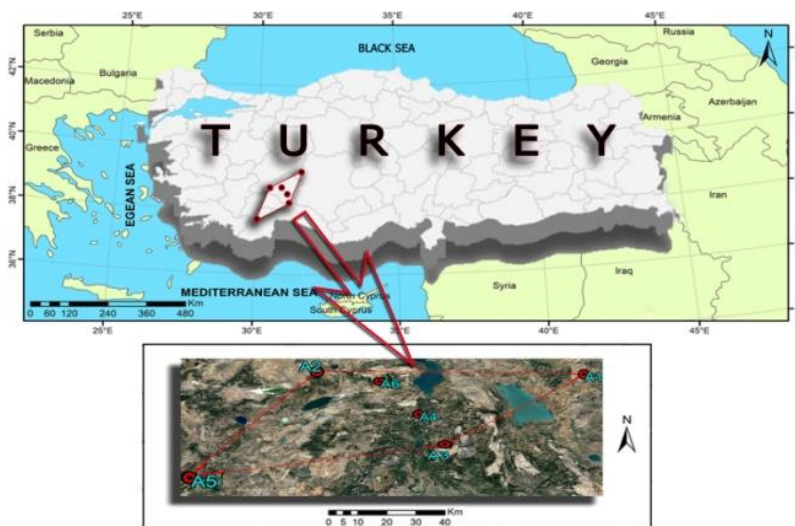 25°E 30°E 35°E 40°E 45°E
Serbia
Russia
N
BLACK SEA
42°N
Georgia
Bulgaria
Macedonia
Armenia
Azerbaijan
40°N
TURKEY
Greece
EGEAN SEA
Iran
38°N
36°N
Syria
Iraq
MEDITERRANEAN SEA
North Cyprus
South Cyprus
0 60 120 240 360 480
Km
25°E 30°E 35°E 40°E 45°E
A2
A6
A1
N
A4
A3
A5
0 5 10 20 30 40
Km